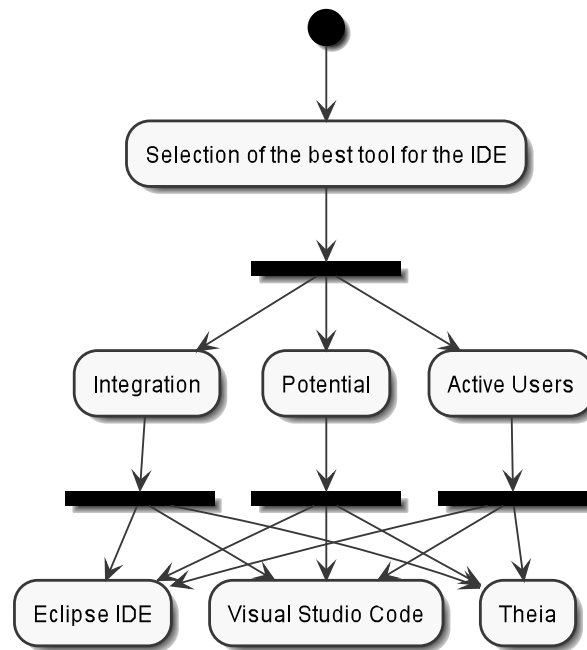 Selection of the best tool for the IDE
Integration
Potential
Active Users
Eclipse IDE
Visual Studio Code
Theia